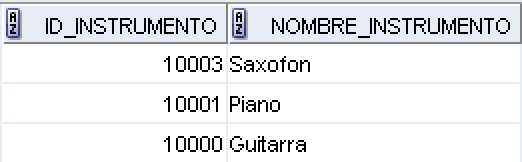 ID_INSTRUMENTO NOMBRE_INSTRUMENTO
10003 Saxofon
10001 Piano
10000 Guitarra